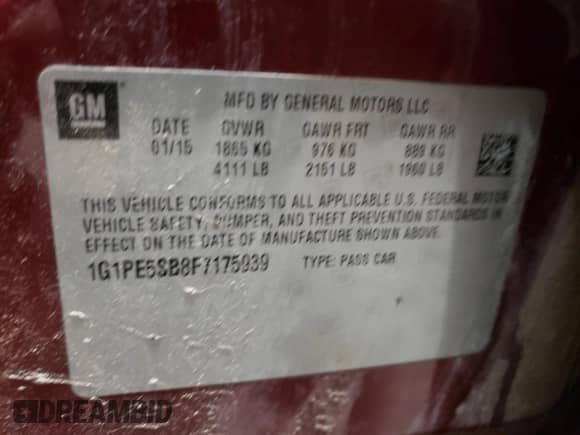 GM
MFD BY GENERAL MOTORS LLC
DATE GVWR GAWR FRT GAWR RR
01/15 1865 KG 976 KG 889 KG
4111 LB 2151 LB 1960 LB
THIS VEHICLE CONFORMS TO ALL APPLICABLE U.S. FEDERAL MOTOR
VEHICLE SAFETY, BUMPER, AND THEFT PREVENTION STANDARDS IN
EFFECT ON THE DATE OF MANUFACTURE SHOWN ABOVE.
1G1PE5SB8F7175939 TYPE: PASS CAR
DREAMBID